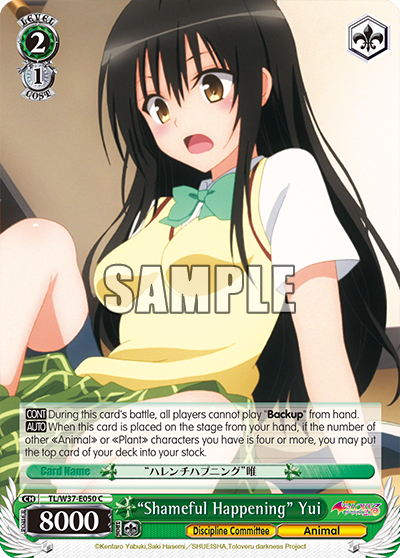 LEVEL
2
1
COST
SAMPLE
CONT During this card's battle, all players cannot play "Backup" from hand.
AUTO When this card is placed on the stage from your hand, if the number of
other «Animal» or «Plant» characters you have is four or more, you may put
the top card of your deck into your stock.
Card Name
"ハレンチハプニング"唯
CH TL/W37-E050 C
"Shameful Happening" Yui
POWER
8000
Discipline Committee
Animal
©Kentaro Yabuki,Saki Hasemi／SHUEISHA,Toloveru darkness Project